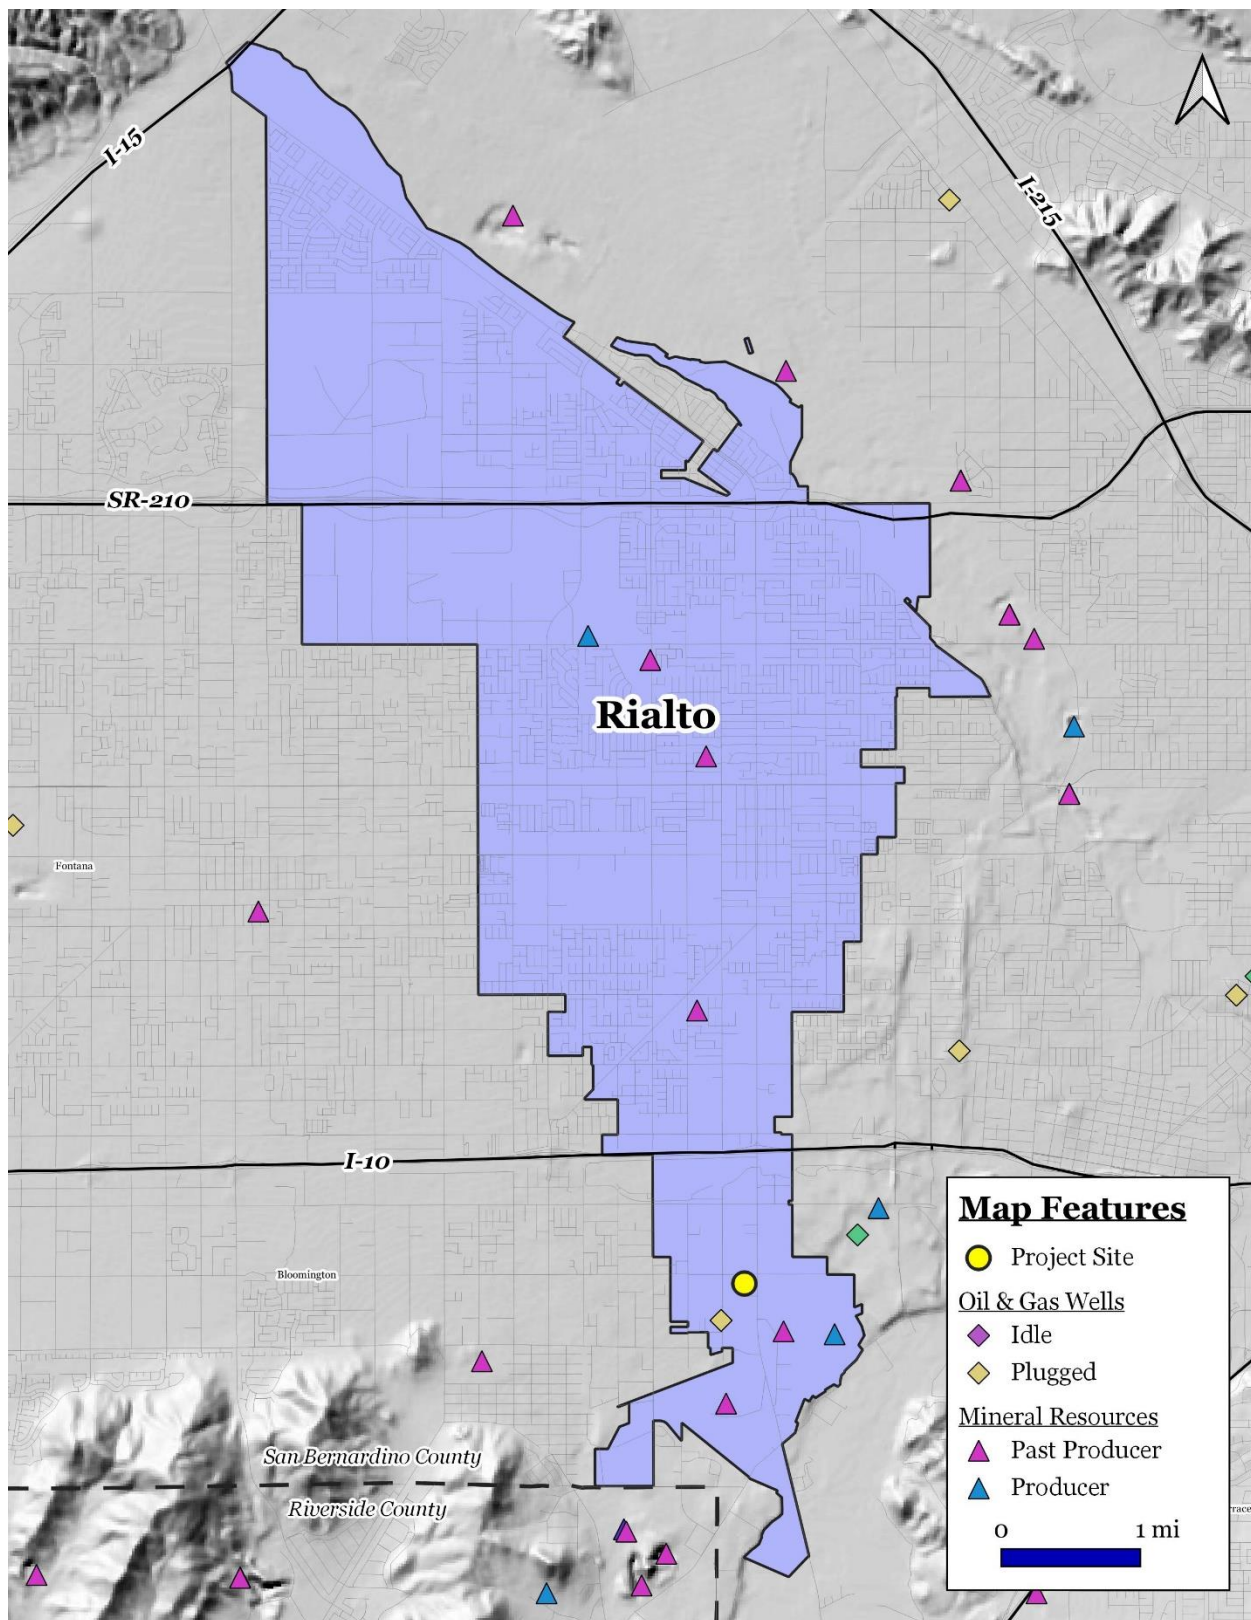 I-15
I-215
SR-210
Rialto
Fontana
I-10
Bloomington
San Bernardino County
Riverside County
Map Features
Project Site
Oil & Gas Wells
Idle
Plugged
Mineral Resources
Past Producer
Producer
0 1 mi